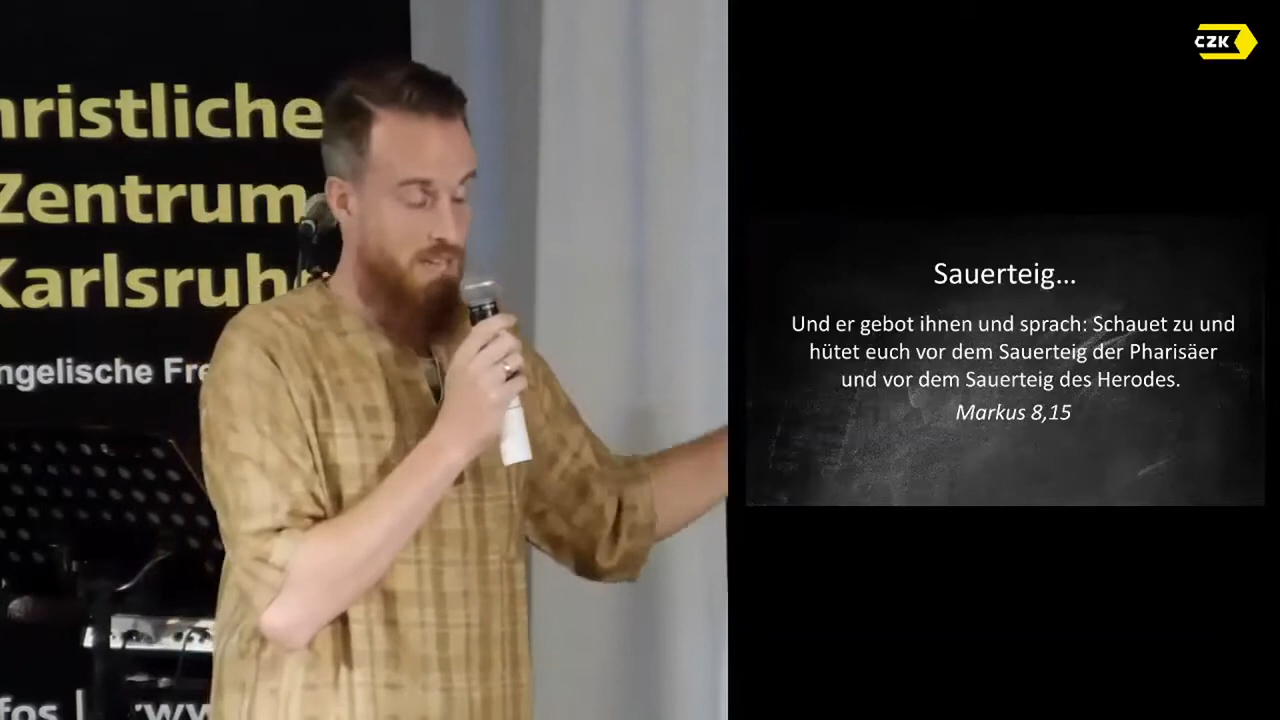 hristliche
Zentrum
Karlsruhe
ngelische Fre
fos | ww
CZK
Sauerteig...
Und er gebot ihnen und sprach: Schauet zu und
hütet euch vor dem Sauerteig der Pharisäer
und vor dem Sauerteig des Herodes.
Markus 8,15